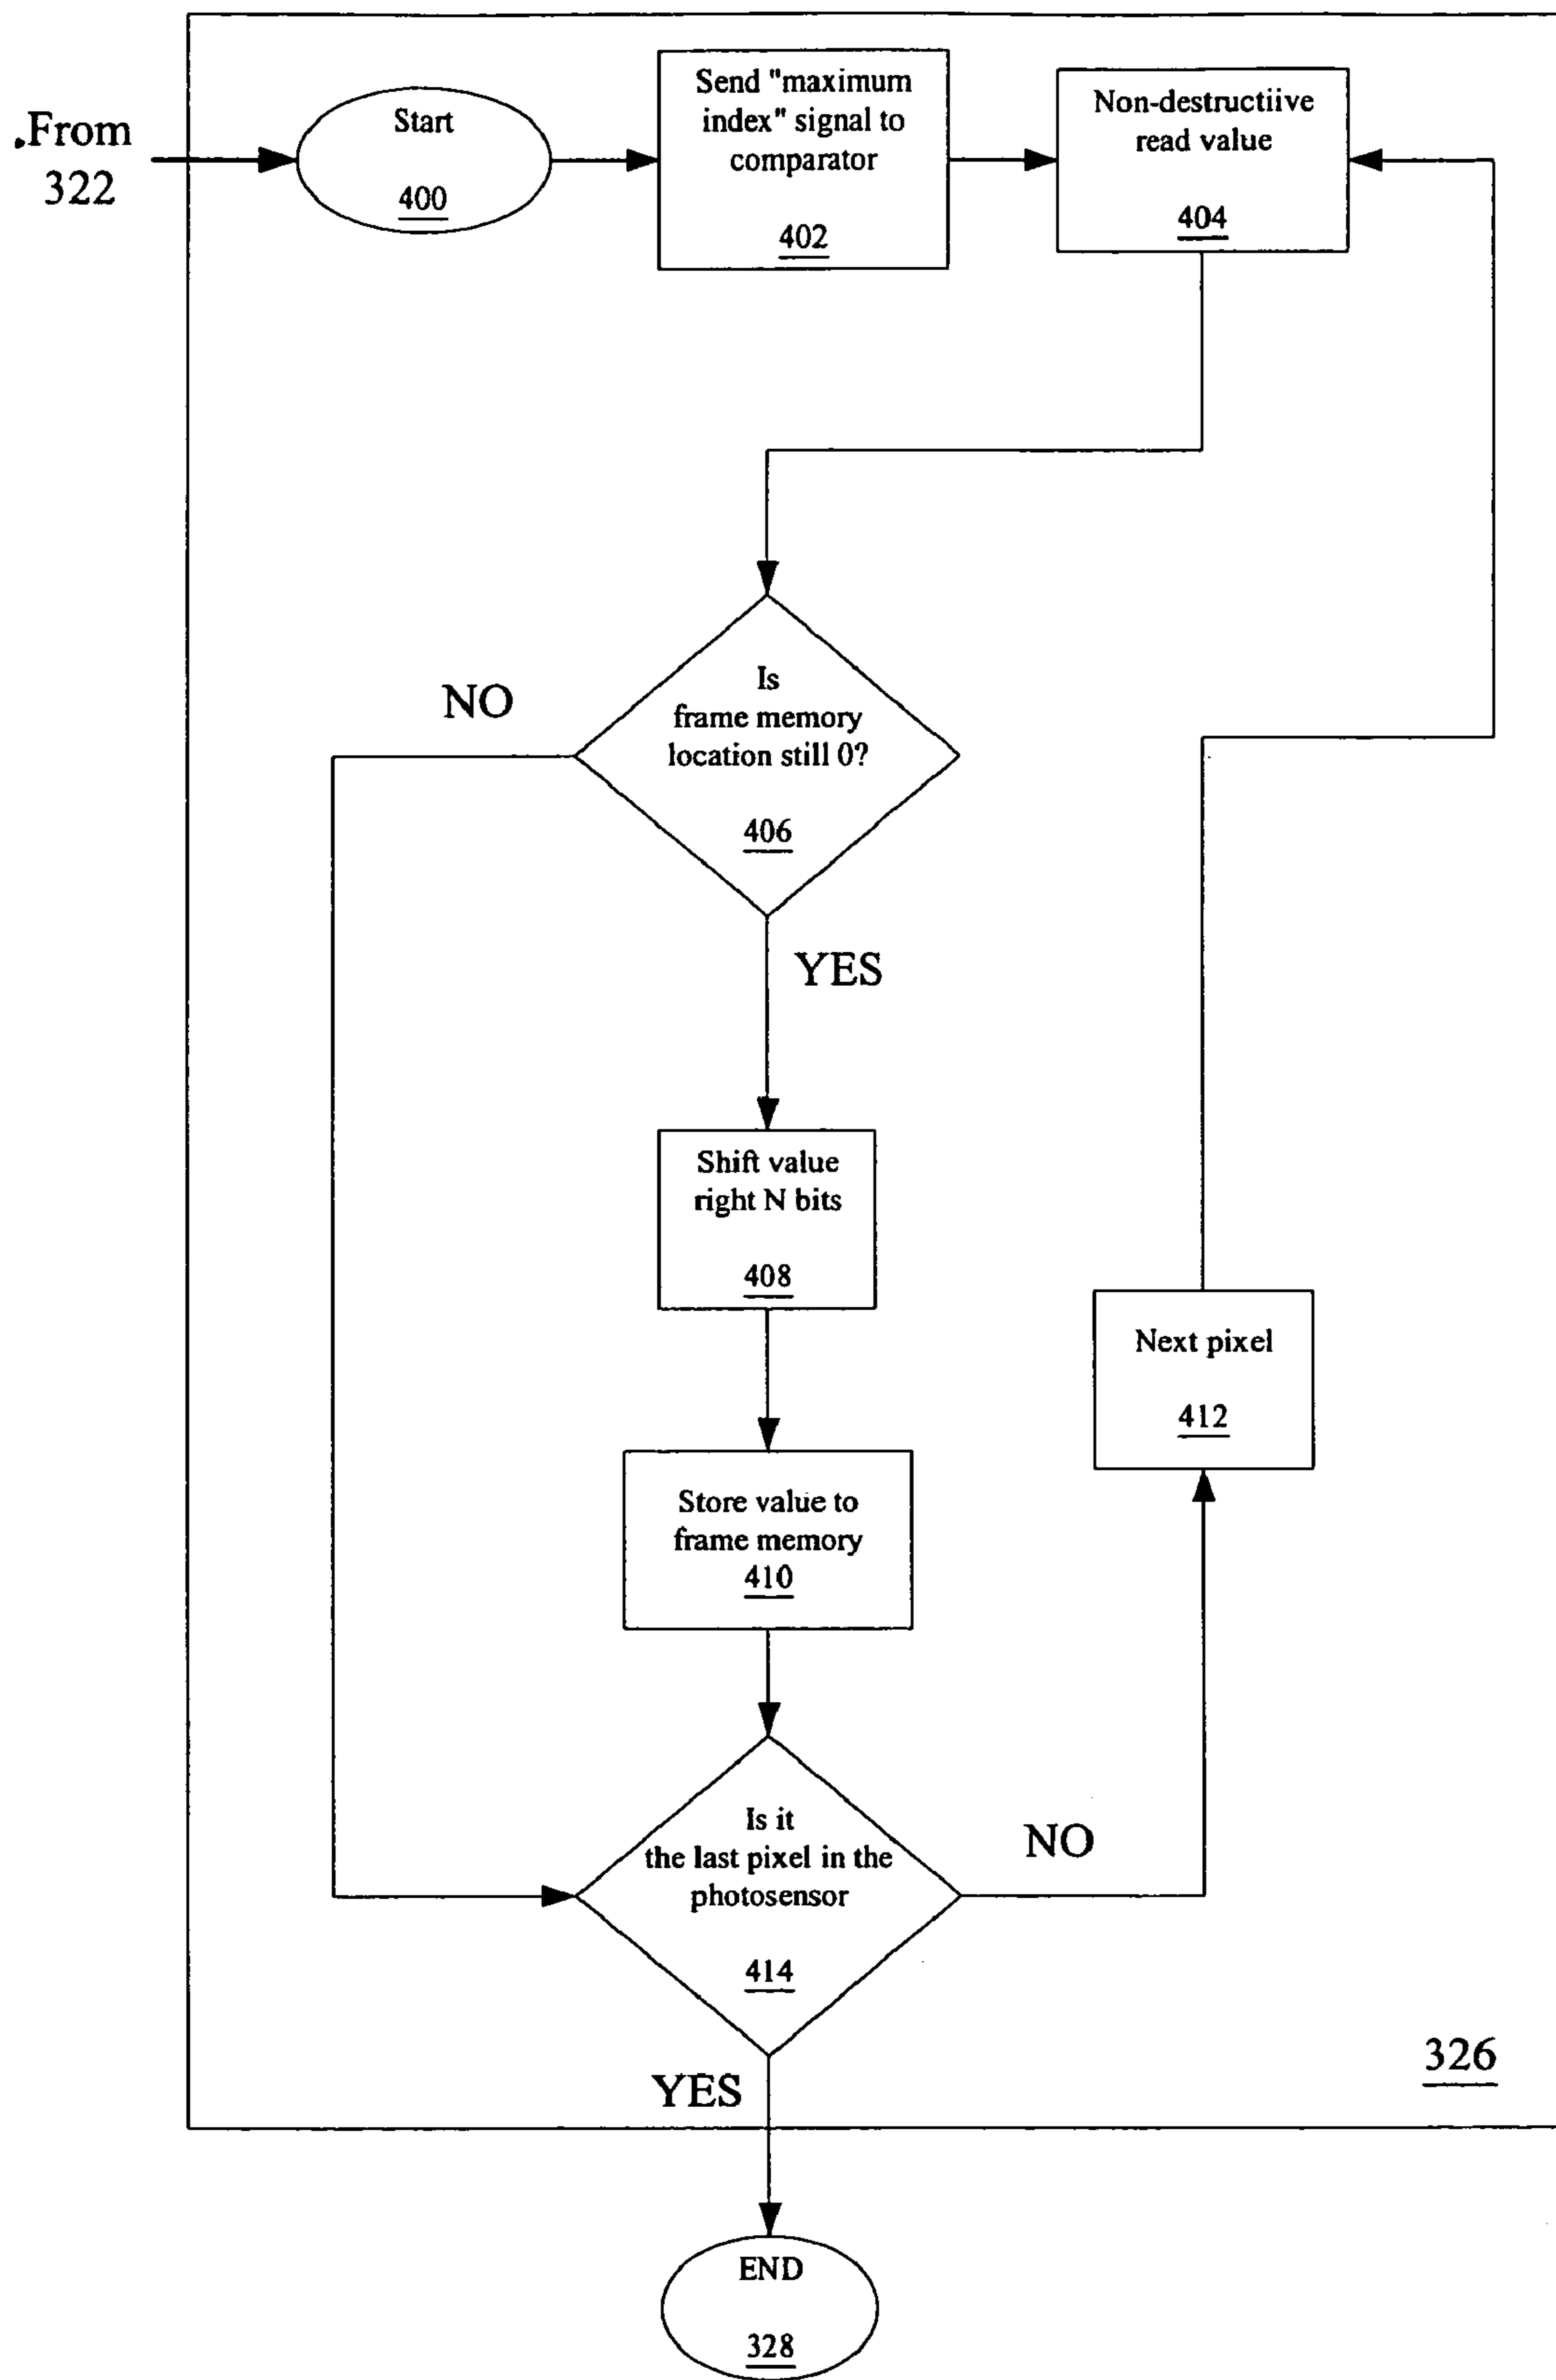 .From
322
Start
400
Send "maximum
index" signal to
comparator
402
Non-destructiive
read value
404
Is
frame memory
location still 0?
406
NO
YES
Shift value
right N bits
408
Next pixel
412
Store value to
frame memory
410
Is it
the last pixel in the
photosensor
414
NO
YES
326
END
328